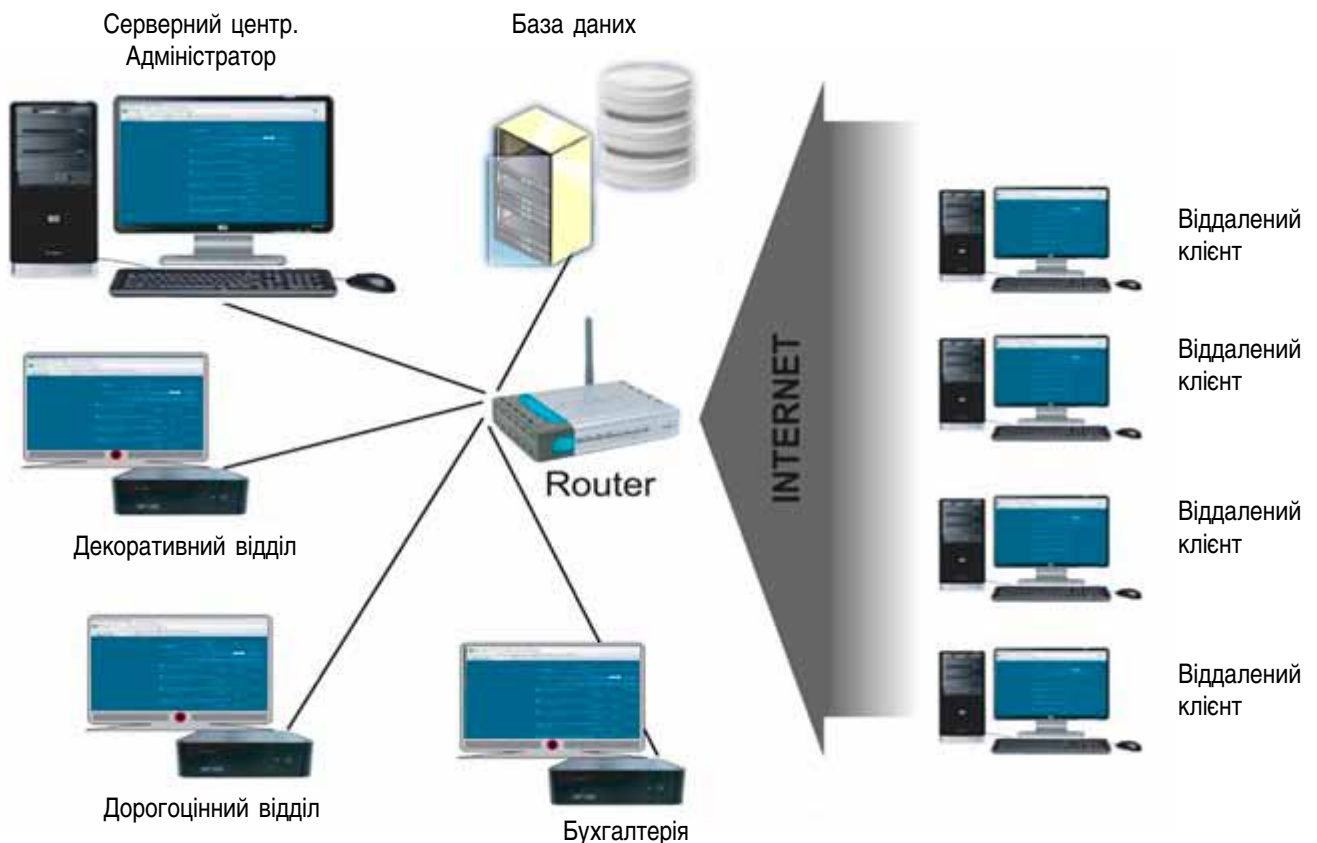 Серверний центр.
Адміністратор
База даних
Віддалений
клієнт
Віддалений
клієнт
INTERNET
Router
Віддалений
клієнт
Декоративний відділ
Віддалений
клієнт
Дорогоцінний відділ
Бухгалтерія